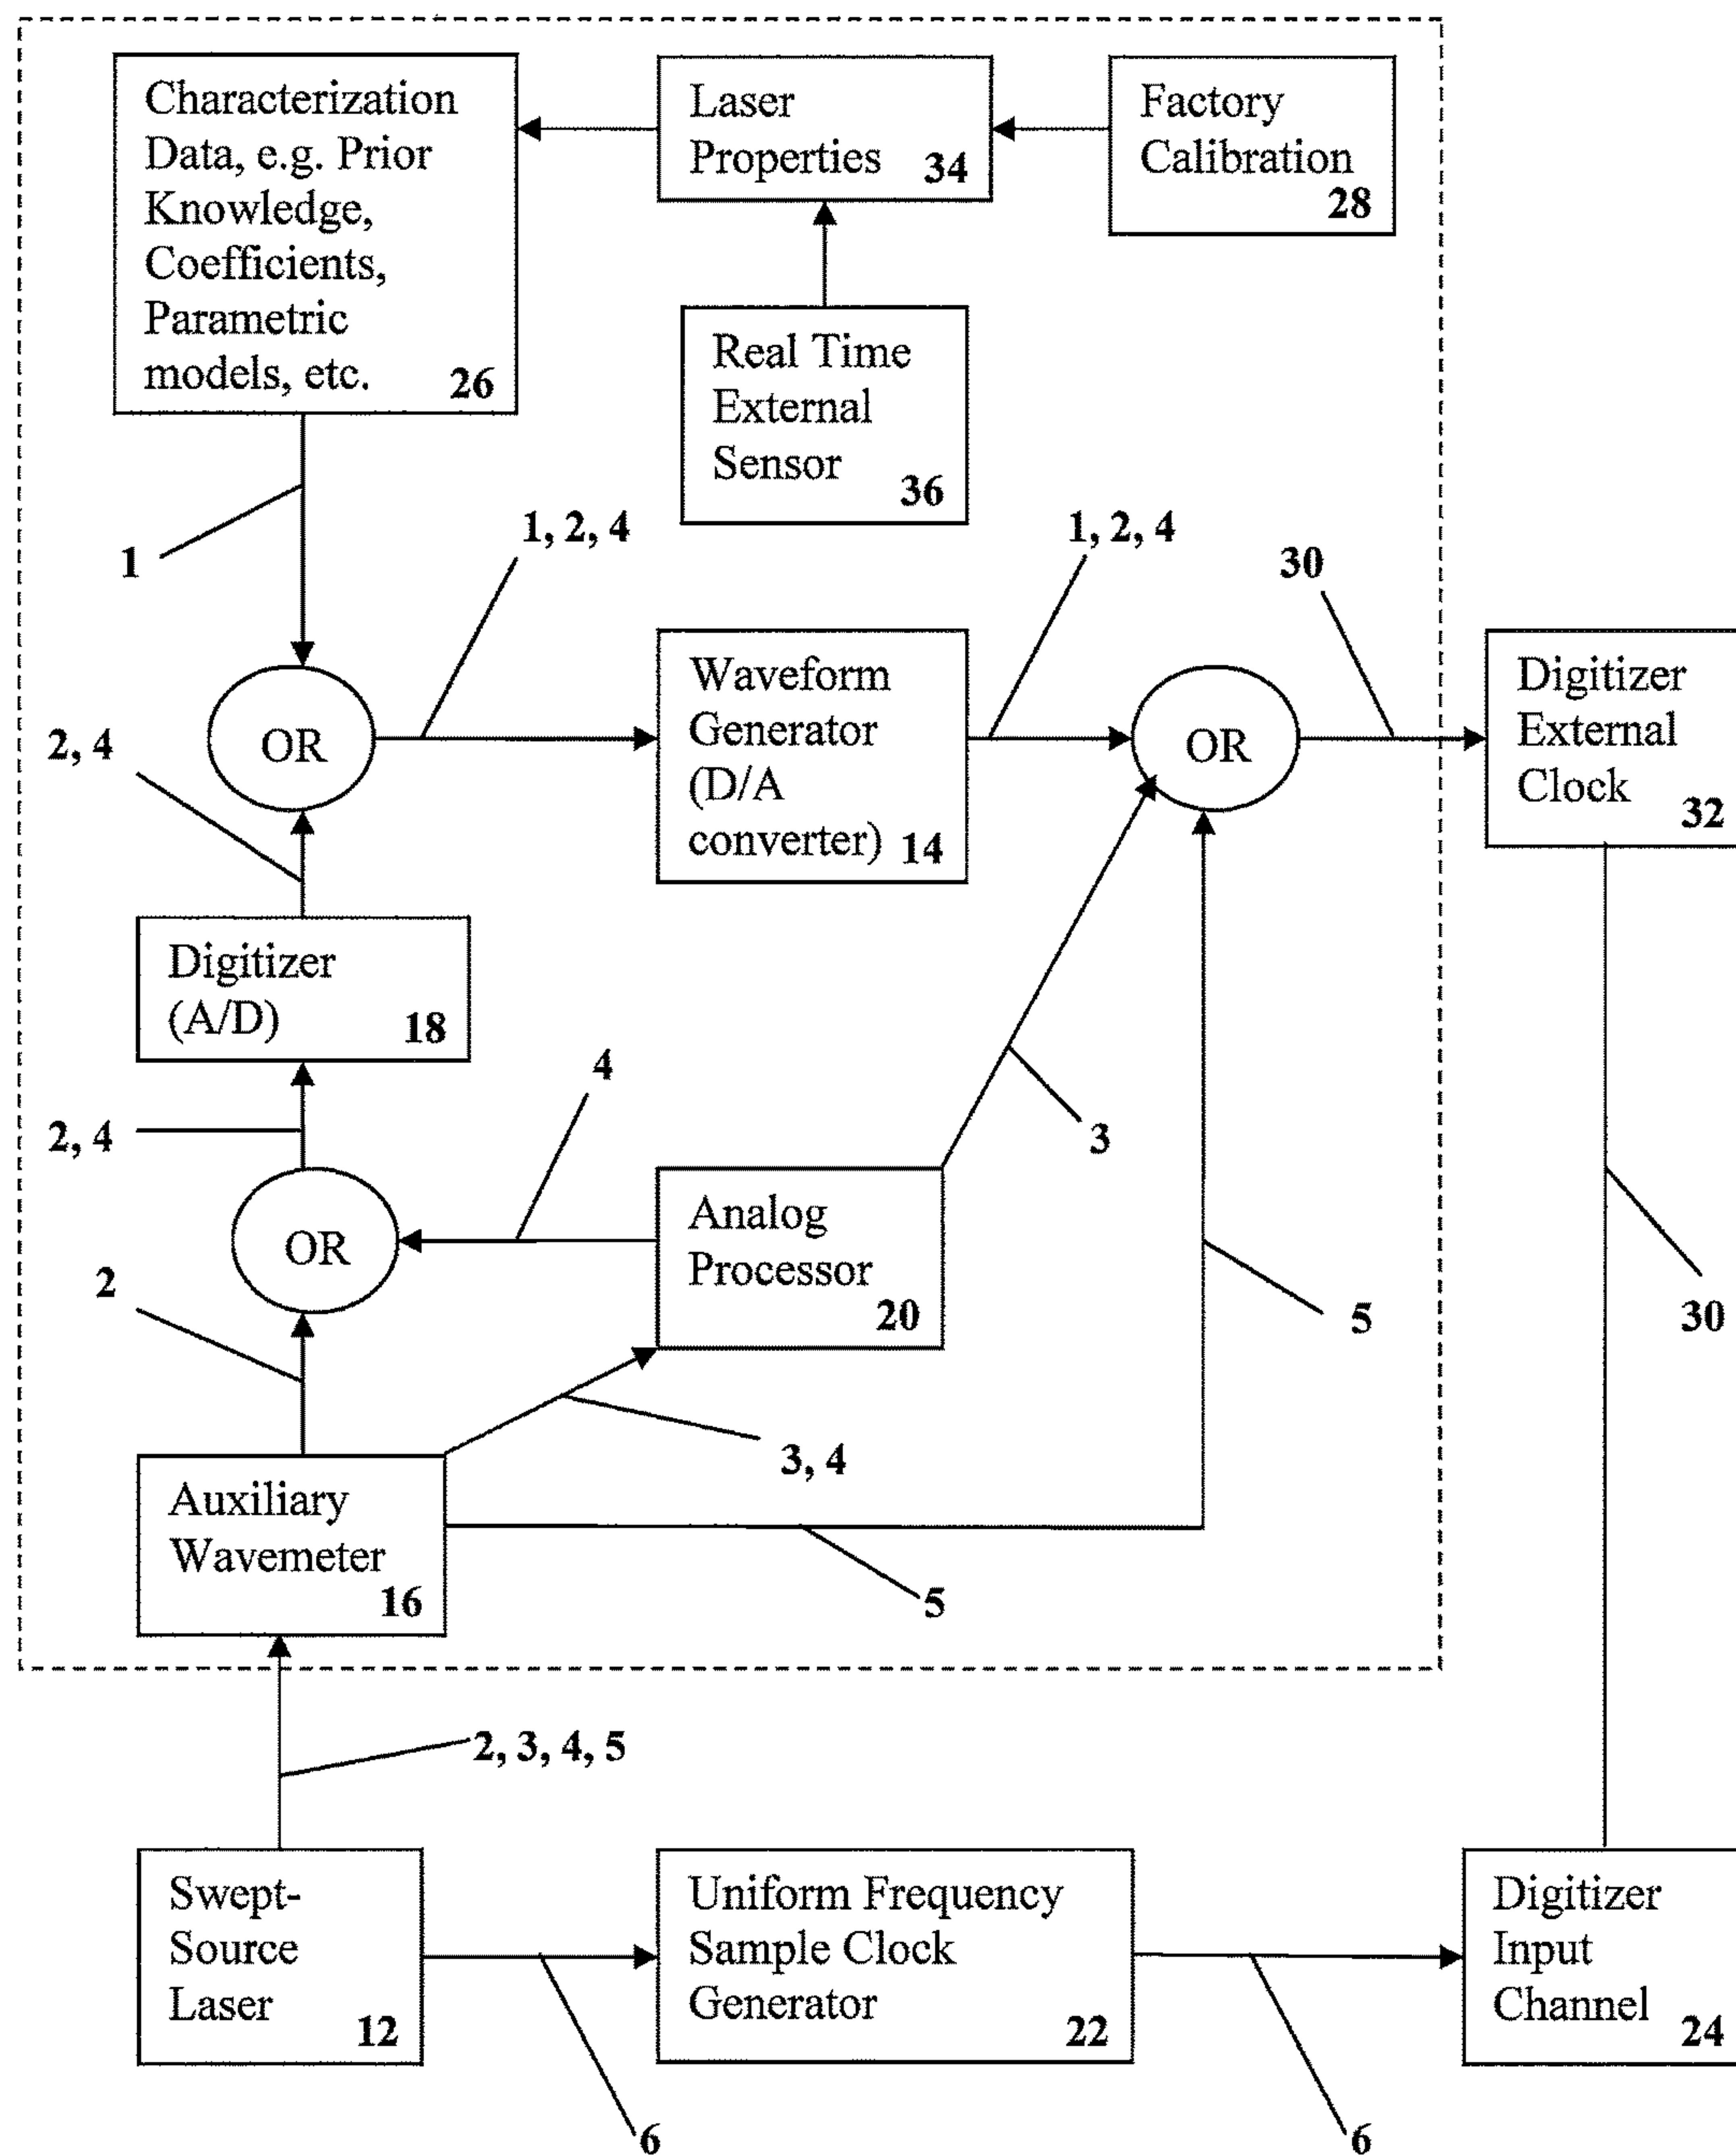 Characterization
Data, e.g. Prior
Knowledge,
Coefficients,
Parametric
models, etc.
26
Laser
Properties
34
Factory
Calibration
28
Real Time
External
Sensor
36
1
1, 2, 4
1, 2, 4
30
OR
Waveform
Generator
(D/A
converter)
14
OR
Digitizer
External
Clock
32
2, 4
Digitizer
(A/D)
18
4
3
2, 4
OR
Analog
Processor
20
2
5
30
3, 4
Auxiliary
Wavemeter
16
5
2, 3, 4, 5
Swept-
Source
Laser
12
Uniform Frequency
Sample Clock
Generator
22
Digitizer
Input
Channel
24
6
6